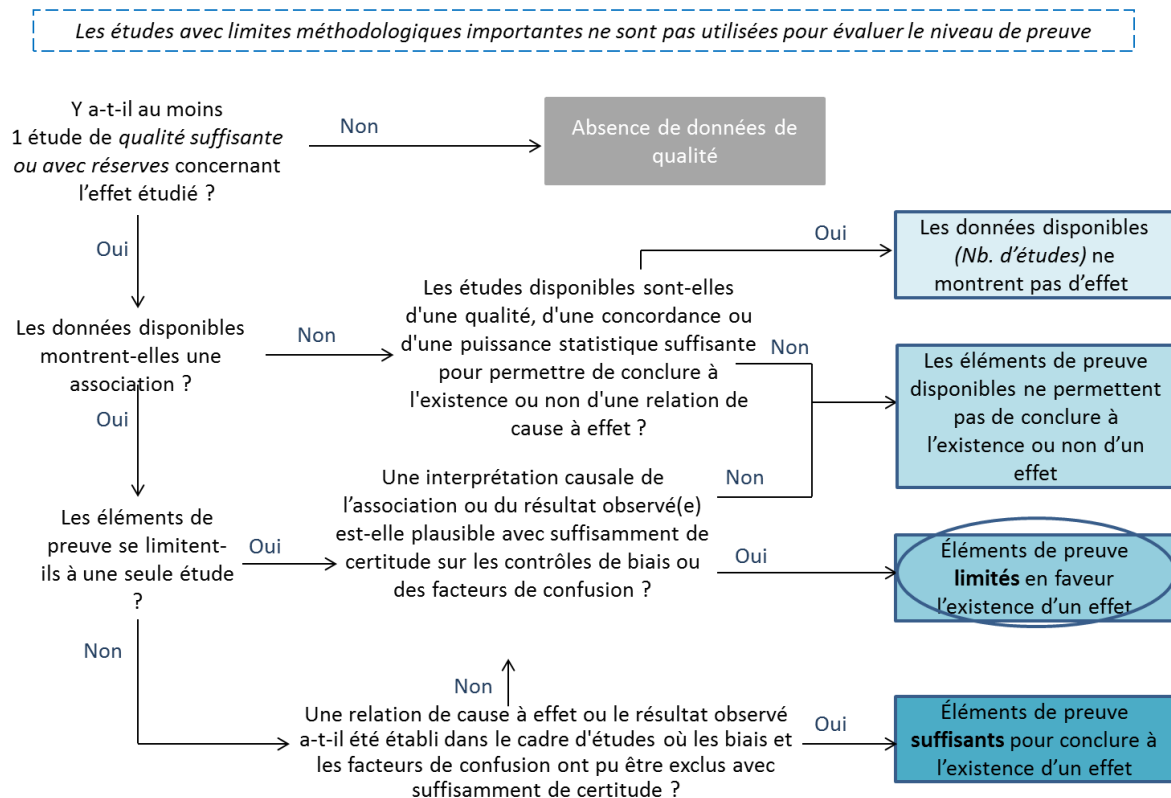 Les études avec limites méthodologiques importantes ne sont pas utilisées pour évaluer le niveau de preuve
Y a-t-il au moins
1 étude de qualité suffisante
ou avec réserves concernant
l'effet étudié ?
Non
Absence de données de
qualité
Oui
Oui
Les données disponibles
(Nb. d'études) ne
montrent pas d'effet
Les données disponibles
montrent-elles une
association ?
Non
Les études disponibles sont-elles
d'une qualité, d'une concordance ou
d'une puissance statistique suffisante
pour permettre de conclure à
l'existence ou non d'une relation de
cause à effet ?
Non
Les éléments de preuve
disponibles ne permettent
pas de conclure à
l'existence ou non d'un
effet
Oui
Les éléments de
preuve se limitent-
ils à une seule étude
?
Oui
Une interprétation causale de
l'association ou du résultat observé(e)
est-elle plausible avec suffisamment de
certitude sur les contrôles de biais ou
des facteurs de confusion ?
Non
Oui
Éléments de preuve
limités en faveur
l'existence d'un effet
Non
Non
Une relation de cause à effet ou le résultat observé
a-t-il été établi dans le cadre d'études où les biais et
les facteurs de confusion ont pu être exclus avec
suffisamment de certitude ?
Oui
Éléments de preuve
suffisants pour conclure à
l'existence d'un effet